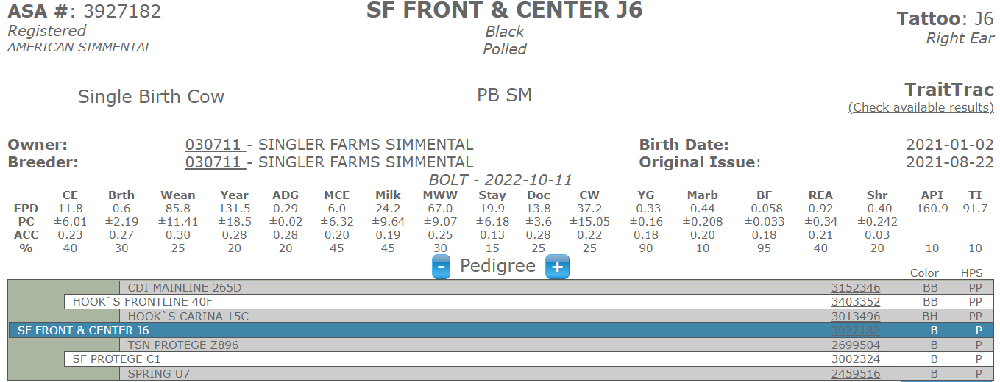 ASA #: 3927182
SF FRONT & CENTER J6
Tattoo: J6
Registered
Black
Right Ear
AMERICAN SIMMENTAL
Polled
Single Birth Cow
PB SM
TraitTrac
(Check available results)
Owner: 030711 - SINGLER FARMS SIMMENTAL Birth Date: 2021-01-02
Breeder: 030711 - SINGLER FARMS SIMMENTAL Original Issue: 2021-08-22
BOLT - 2022-10-11
CE Brth Wean Year ADG MCE Milk MWW Stay Doc CW YG Marb BF REA Shr API TI
EPD 11.8 0.6 85.8 131.5 0.29 6.0 24.2 67.0 19.9 13.8 37.2 -0.33 0.44 -0.058 0.92 -0.40 160.9 91.7
PC ±6.01 ±2.19 ±11.41 ±18.5 ±0.02 ±6.32 ±9.64 ±9.07 ±6.18 ±3.6 ±15.05 ±0.16 ±0.208 ±0.033 ±0.34 ±0.242
ACC 0.23 0.27 0.30 0.28 0.28 0.20 0.19 0.25 0.13 0.28 0.22 0.18 0.20 0.18 0.21 0.03
% 40 30 25 20 20 45 45 30 15 25 25 90 10 95 40 20 10 10
- Pedigree +
Color HPS
CDI MAINLINE 265D 3152346 BB PP
HOOK`S FRONTLINE 40F 3403352 BB PP
HOOK`S CARINA 15C 3013496 BH PP
SF FRONT & CENTER J6 3927182 B P
TSN PROTEGE Z896 2699504 B P
SF PROTEGE C1 3002324 B P
SPRING U7 2459516 B P